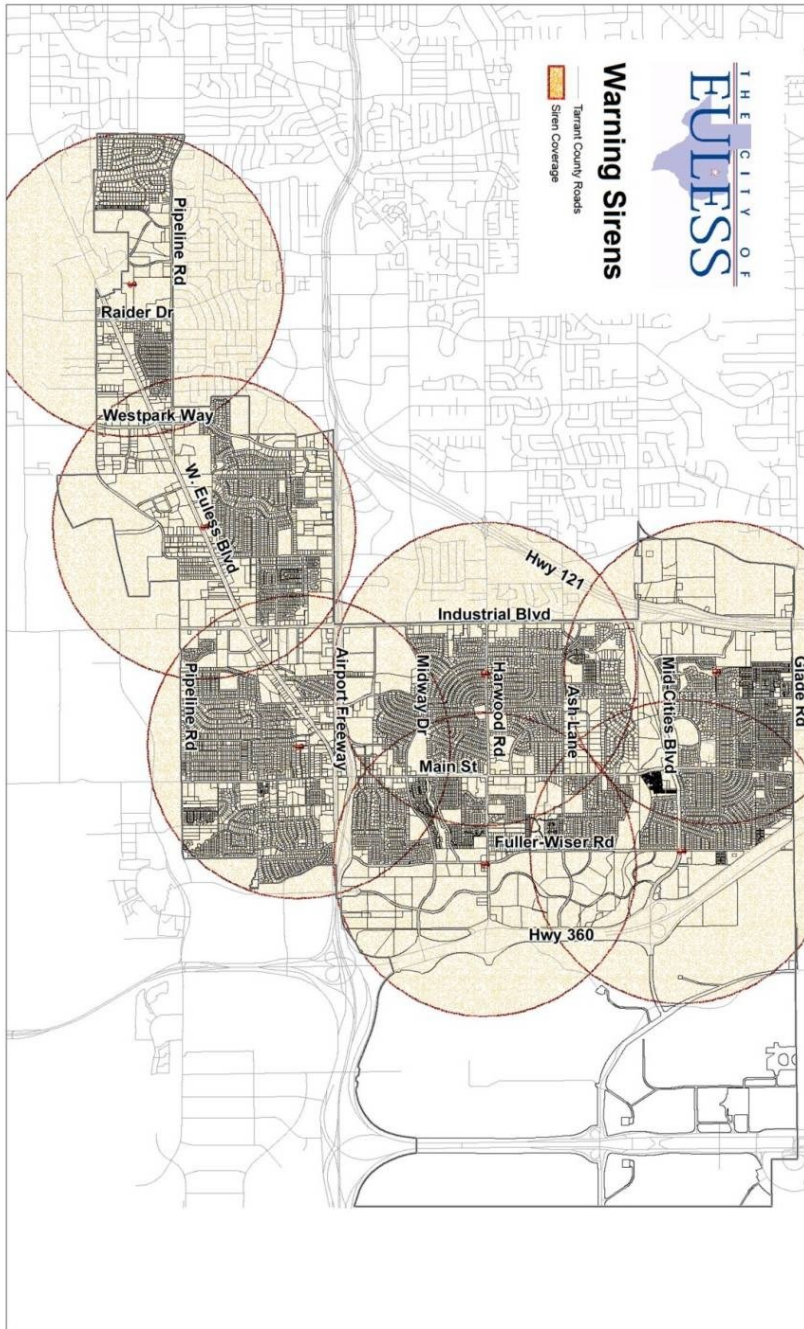 THE CITY OF
EULESS
Warning Sirens
Tarrant County Roads
Siren Coverage
Glade Rd
Mid-Cities Blvd
Ash Lane
Harwood Rd
Midway Dr
Airport Freeway
Pipeline Rd
Pipeline Rd
Raider Dr
Westpark Way
W. Euless Blvd
Hwy 121
Industrial Blvd
Main St
Fuller-Wiser Rd
Hwy 360